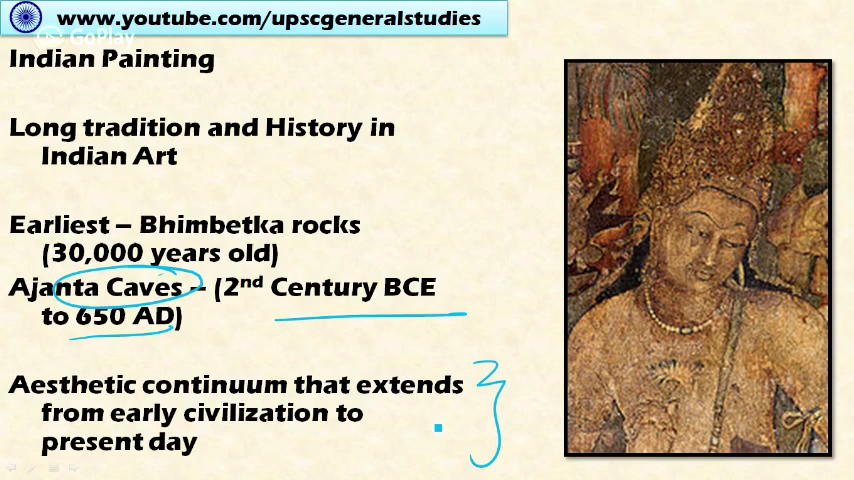 www.youtube.com/upscgeneralstudies
GoPlay
Indian Painting
Long tradition and History in
Indian Art
Earliest – Bhimbetka rocks
(30,000 years old)
Ajanta Caves – (2nd Century BCE
to 650 AD)
Aesthetic continuum that extends
from early civilization to
present day